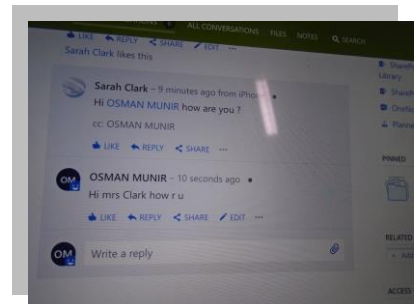 ALL CONVERSATIONS FILES NOTES SEARCH
LIKE REPLY SHARE EDIT ...
Sarah Clark likes this
Sarah Clark – 9 minutes ago from iPhone
Hi OSMAN MUNIR how are you ?
cc: OSMAN MUNIR
LIKE REPLY SHARE ...
OM OSMAN MUNIR – 10 seconds ago
Hi mrs Clark how r u
LIKE REPLY SHARE EDIT ...
OM Write a reply
Library
PINNED
RELATED
+ Add
ACCESS